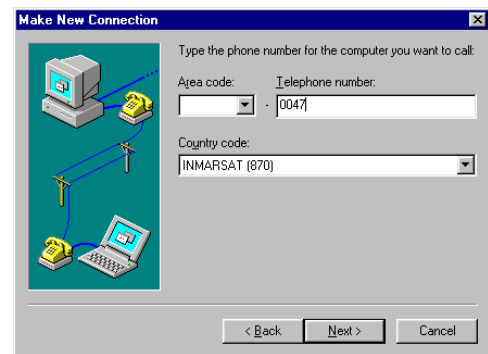 Make New Connection
Type the phone number for the computer you want to call:
Area code:
Telephone number:
- 0047
Country code:
INMARSAT (870)
< Back Next > Cancel